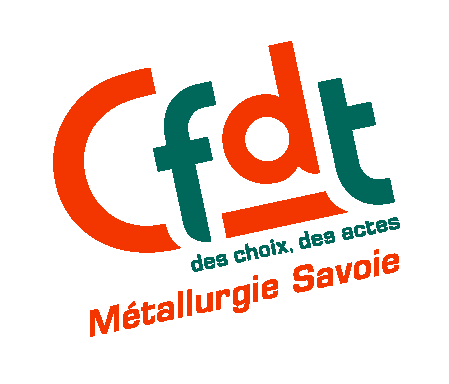 Cfdt
des choix, des actes
Métallurgie Savoie